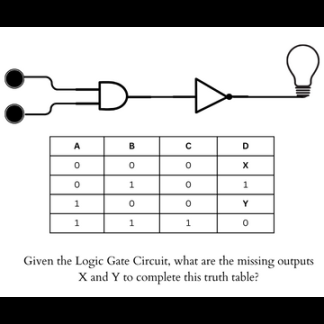 A B C D
0 0 0 X
0 1 0 1
1 0 0 Y
1 1 1 0
Given the Logic Gate Circuit, what are the missing outputs
X and Y to complete this truth table?